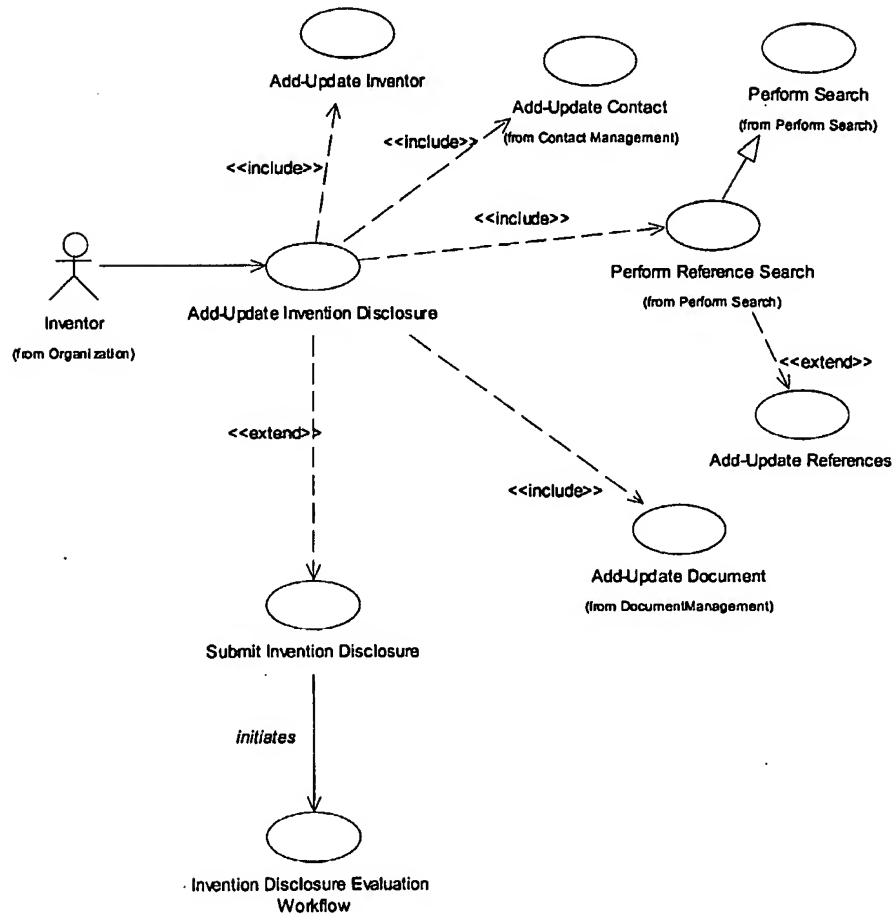 Add-Update Inventor
Add-Update Contact
(from Contact Management)
Perform Search
(from Perform Search)
<<include>>
<<include>>
<<include>>
Perform Reference Search
(from Perform Search)
Inventor
(from Organization)
Add-Update Invention Disclosure
<<extend>>
Add-Update References
<<extend>>
<<include>>
Add-Update Document
(from DocumentManagement)
Submit Invention Disclosure
initiates
Invention Disclosure Evaluation
Workflow